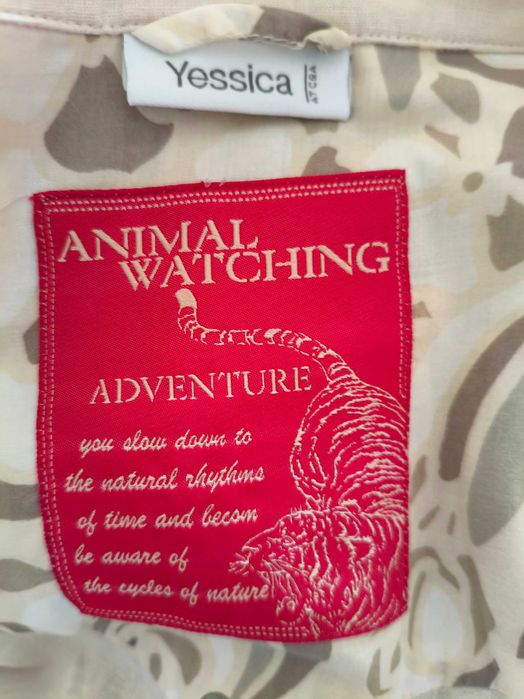 Yessica
AT C&A
ANIMAL
WATCHING
ADVENTURE
you slow down to
the natural rhythms
of time and becom
be aware of
the cycles of nature